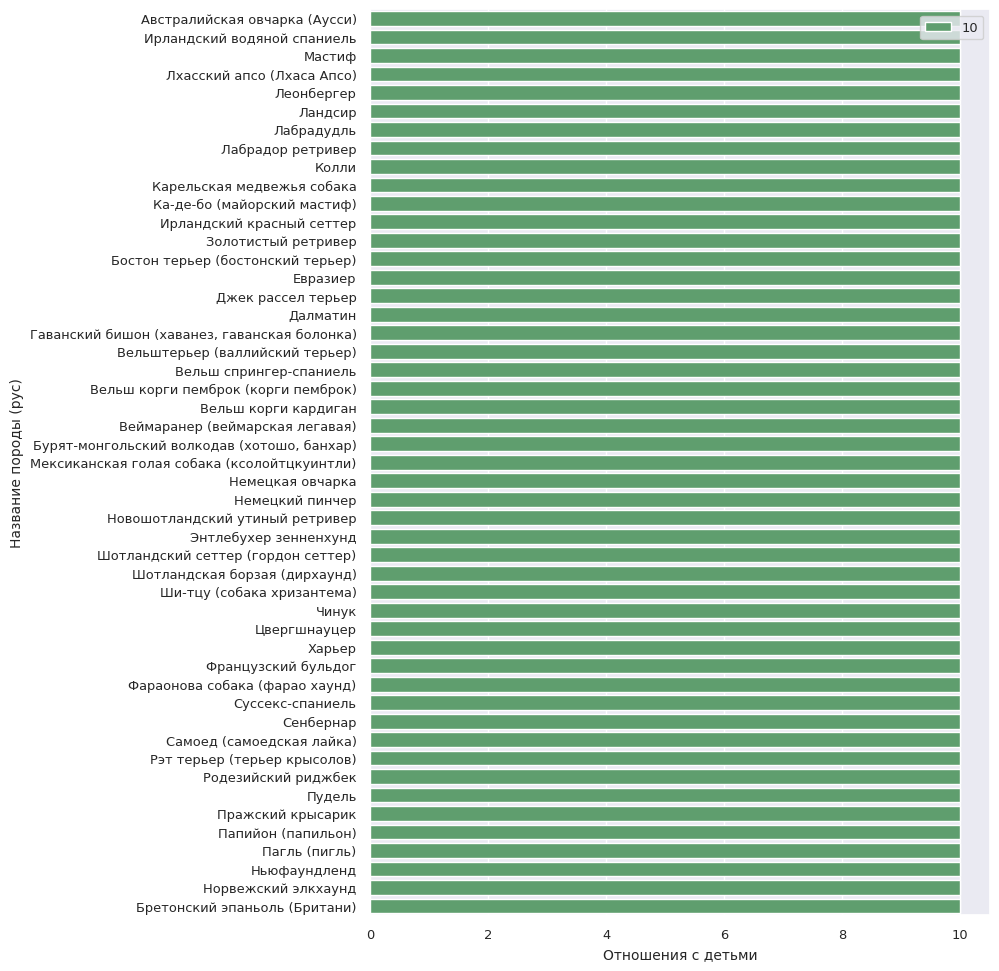 Австралийская овчарка (Аусси)
10
Ирландский водяной спаниель
Мастиф
Лхасский апсо (Лхаса Апсо)
Леонбергер
Ландсир
Лабрадудль
Лабрадор ретривер
Колли
Карельская медвежья собака
Ка-де-бо (майорский мастиф)
Ирландский красный сеттер
Золотистый ретривер
Бостон терьер (бостонский терьер)
Евразиер
Джек рассел терьер
Далматин
Гаванский бишон (хаванез, гаванская болонка)
Вельштерьер (валлийский терьер)
Вельш спрингер-спаниель
Вельш корги пемброк (корги пемброк)
Вельш корги кардиган
Веймаранер (веймарская легавая)
Бурят-монгольский волкодав (хотошо, банхар)
Мексиканская голая собака (ксолойтцкуинтли)
Немецкая овчарка
Немецкий пинчер
Новошотландский утиный ретривер
Энтлебухер зенненхунд
Шотландский сеттер (гордон сеттер)
Шотландская борзая (дирхаунд)
Ши-тцу (собака хризантема)
Чинук
Цвергшнауцер
Харьер
Французский бульдог
Фараонова собака (фарао хаунд)
Суссекс-спаниель
Сенбернар
Самоед (самоедская лайка)
Рэт терьер (терьер крысолов)
Родезийский риджбек
Пудель
Пражский крысарик
Папийон (папильон)
Пагль (пигль)
Ньюфаундленд
Норвежский элкхаунд
Бретонский эпаньоль (Британи)
Название породы (рус)
0 2 4 6 8 10
Отношения с детьми